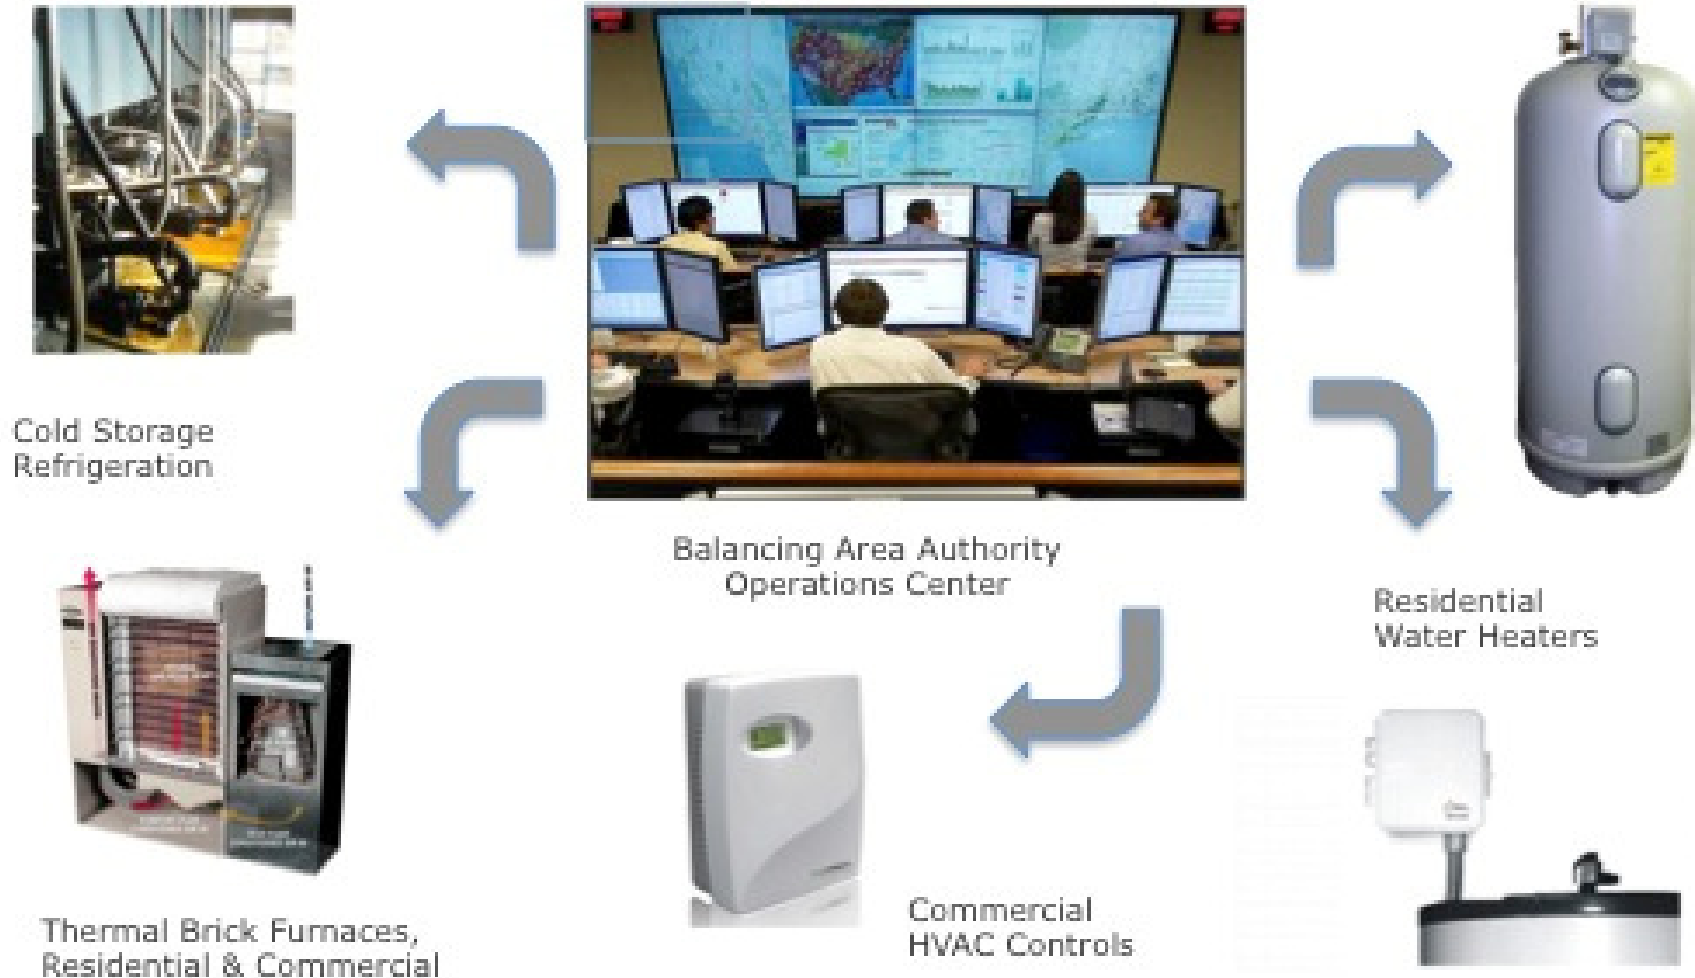 Cold Storage
Refrigeration
Balancing Area Authority
Operations Center
Residential
Water Heaters
Thermal Brick Furnaces,
Residential & Commercial
Commercial
HVAC Controls